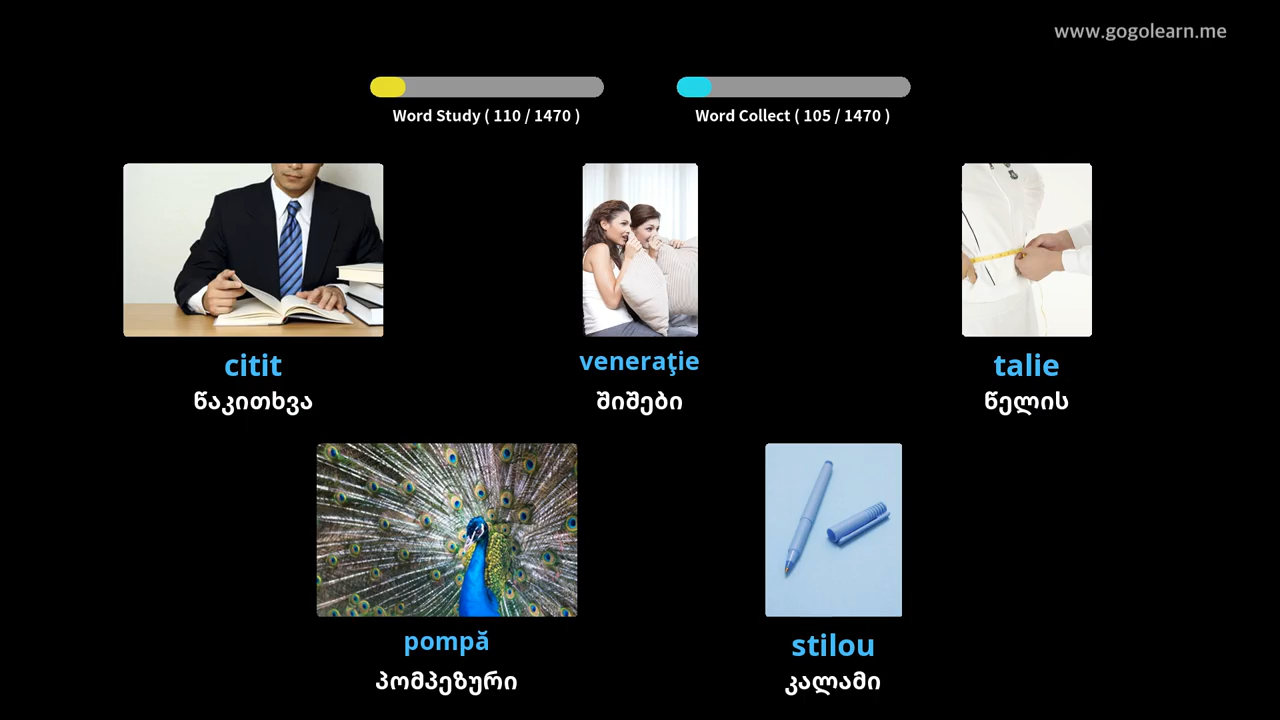 www.gogolearn.me
Word Study ( 110 / 1470 )
Word Collect ( 105 / 1470 )
citit
წაკითხვა
veneraţie
შიშები
talie
წელის
pompă
პომპეზური
stilou
კალამი